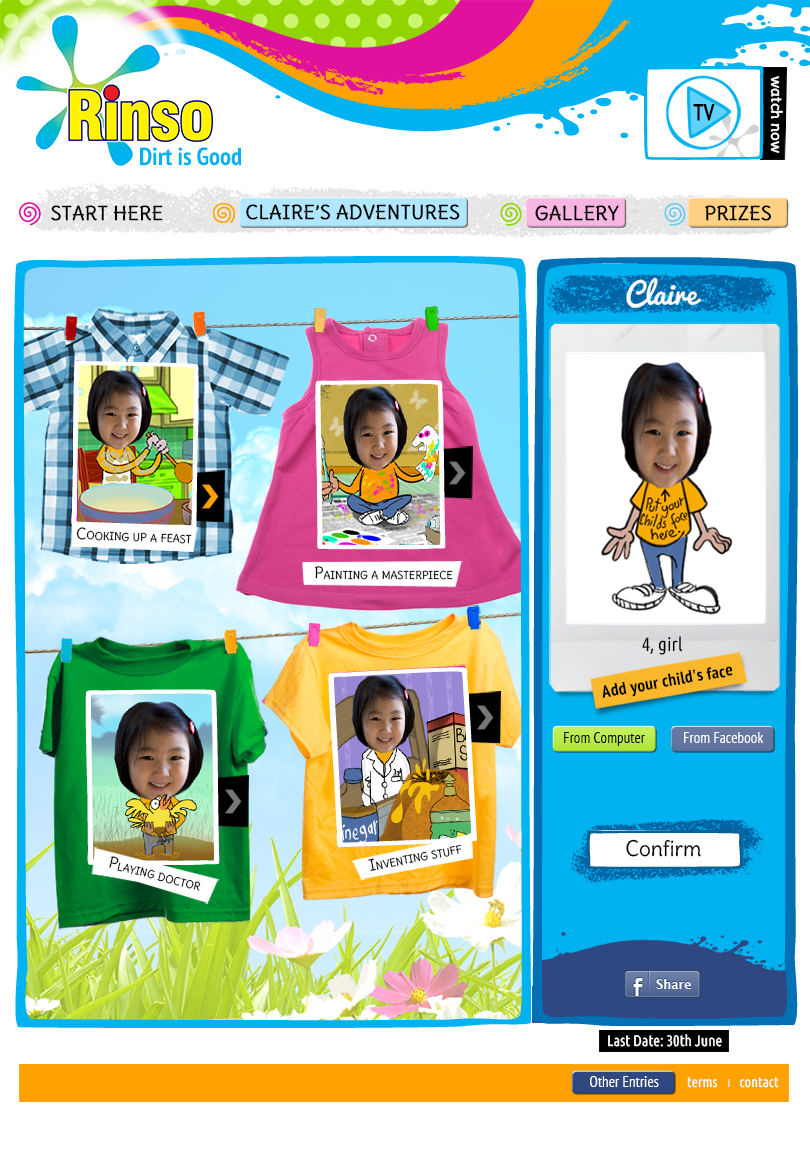 Rinso
Dirt is Good
TV
watch now
START HERE
CLAIRE'S ADVENTURES
GALLERY
PRIZES
Claire
COOKING UP A FEAST
PAINTING A MASTERPIECE
Put your
child's face
here
4, girl
Add your child's face
From Computer
From Facebook
inegar
B
S
PLAYING DOCTOR
INVENTING STUFF
Confirm
f Share
Last Date: 30th June
Other Entries
terms | contact